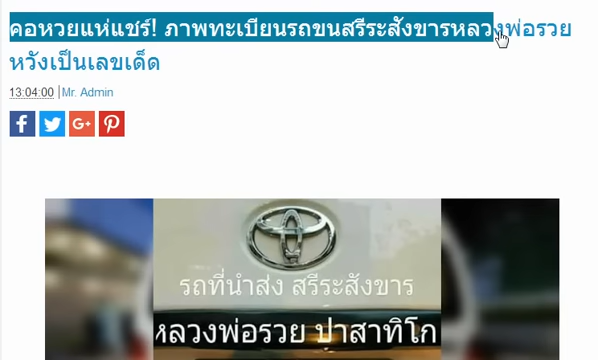 คอหวยแห่แชร์! ภาพทะเบียนรถขนสรีระสังขารหลวงพ่อรวย
หวังเป็นเลขเด็ด
13:04:00 | Mr. Admin
f G+
รถที่นำส่ง สรีระสังขาร
หลวงพ่อรวย ปาสาทิโก